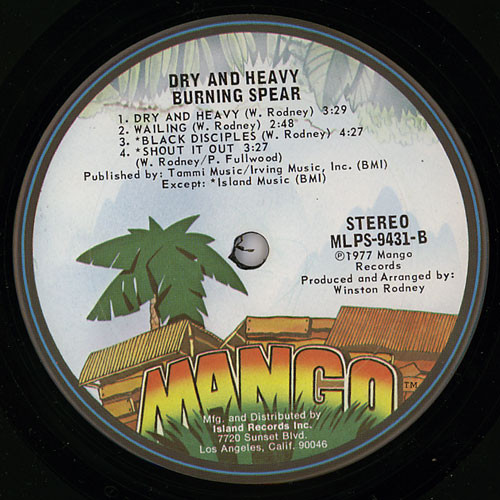 DRY AND HEAVY
BURNING SPEAR
1. DRY AND HEAVY (W. Rodney) 3:29
2. WAILING (W. Rodney) 2:48
3. *BLACK DISCIPLES (W. Rodney) 4:27
4. *SHOUT IT OUT 3:27
(W. Rodney/P. Fullwood)
Published by: Tammi Music/Irving Music, Inc. (BMI)
Except: *Island Music (BMI)
STEREO
MLPS-9431-B
Ⓟ1977 Mango
Records
Produced and Arranged by:
Winston Rodney
MANGO TM
Mfg. and Distributed by
Island Records Inc.
7720 Sunset Blvd.
Los Angeles, Calif. 90046